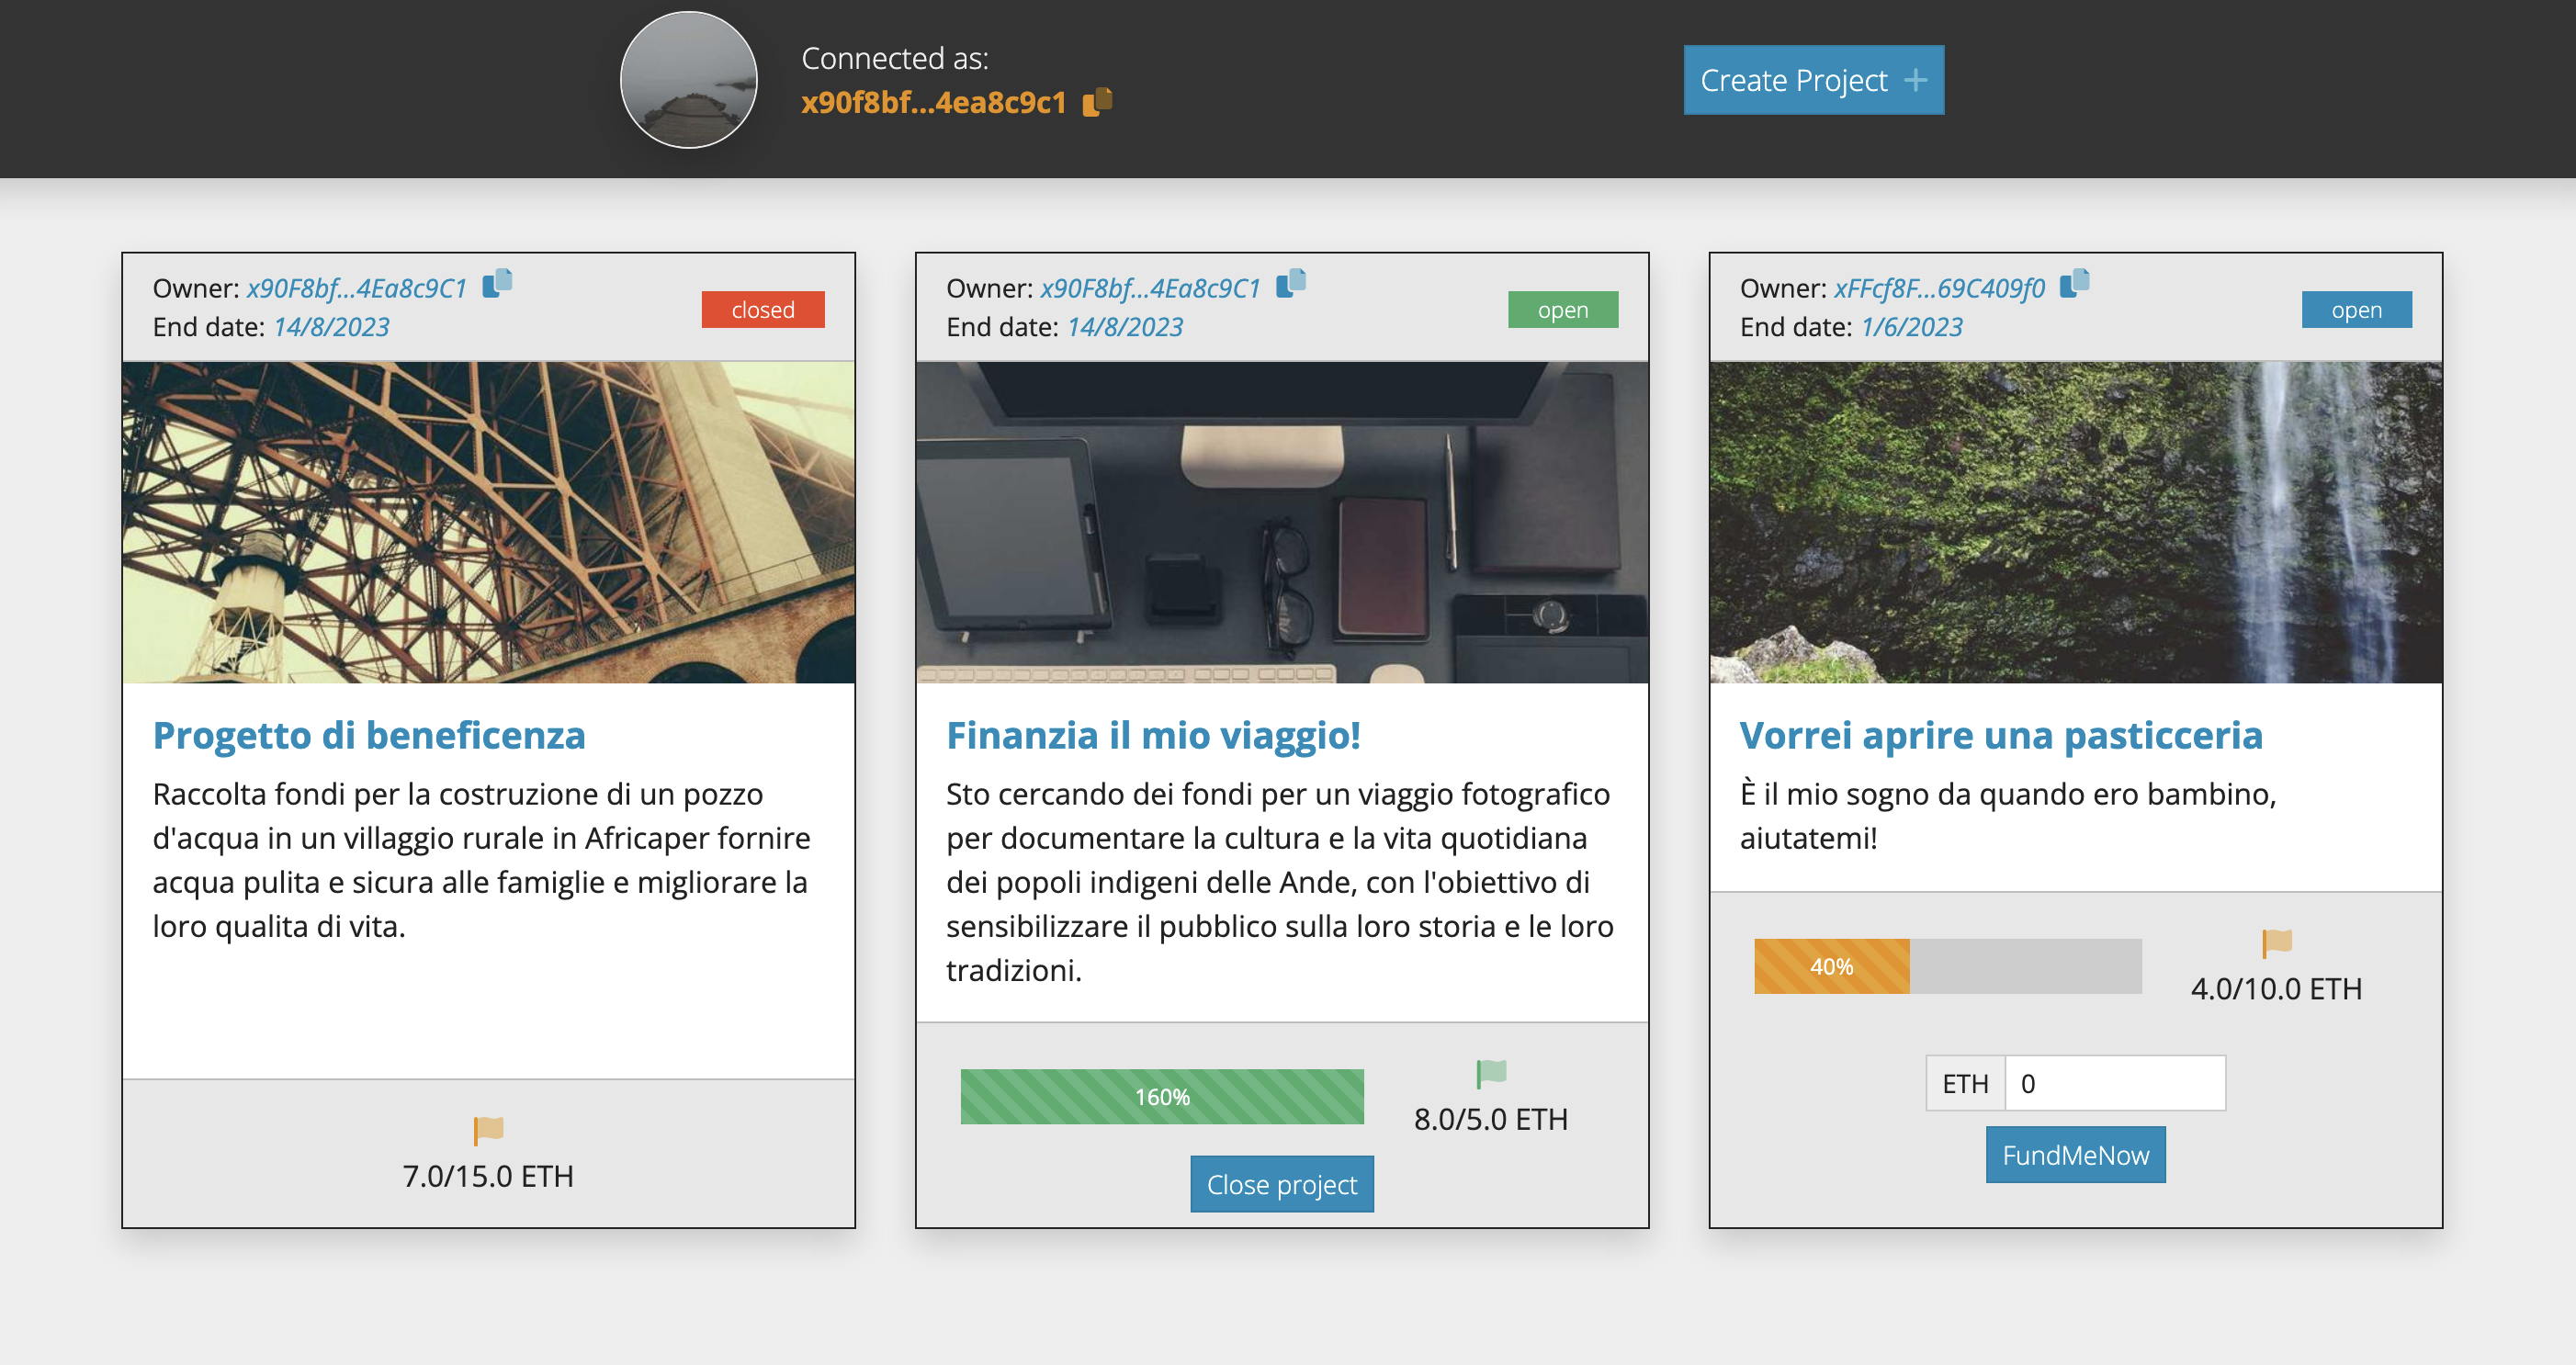 Connected as:
x90f8bf...4ea8c9c1
Create Project +
Owner: x90F8bf...4Ea8c9C1
End date: 14/8/2023
closed
Progetto di beneficenza
Raccolta fondi per la costruzione di un pozzo
d'acqua in un villaggio rurale in Africaper fornire
acqua pulita e sicura alle famiglie e migliorare la
loro qualita di vita.
7.0/15.0 ETH
Owner: x90F8bf...4Ea8c9C1
End date: 14/8/2023
open
Finanzia il mio viaggio!
Sto cercando dei fondi per un viaggio fotografico
per documentare la cultura e la vita quotidiana
dei popoli indigeni delle Ande, con l'obiettivo di
sensibilizzare il pubblico sulla loro storia e le loro
tradizioni.
160%
8.0/5.0 ETH
Close project
Owner: xFFcf8F...69C409f0
End date: 1/6/2023
open
Vorrei aprire una pasticceria
È il mio sogno da quando ero bambino,
aiutatemi!
40%
4.0/10.0 ETH
ETH 0
FundMeNow